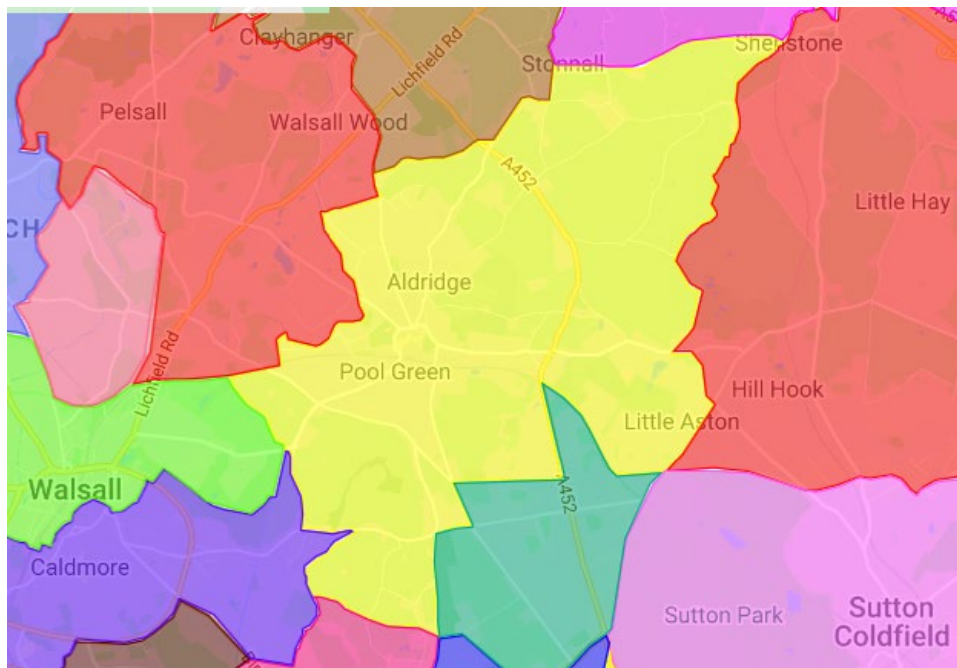 Clayhanger
Lichfield Rd
Shenstone
Stonnall
Pelsall
Walsall Wood
A452
Little Hay
CH
Aldridge
Lichfield Rd
Pool Green
Hill Hook
Little Aston
Walsall
A452
Caldmore
Sutton Park
Sutton
Coldfield